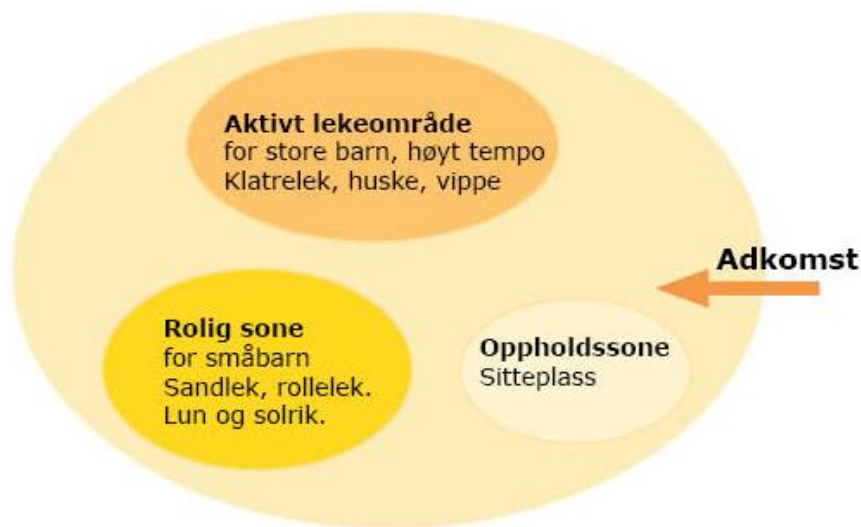 Aktivt lekeområde
for store barn, høyt tempo
Klatrelek, huske, vippe
Adkomst
Rolig sone
for småbarn
Sandlek, rollelek.
Lun og solrik.
Oppholdssone
Sitteplass